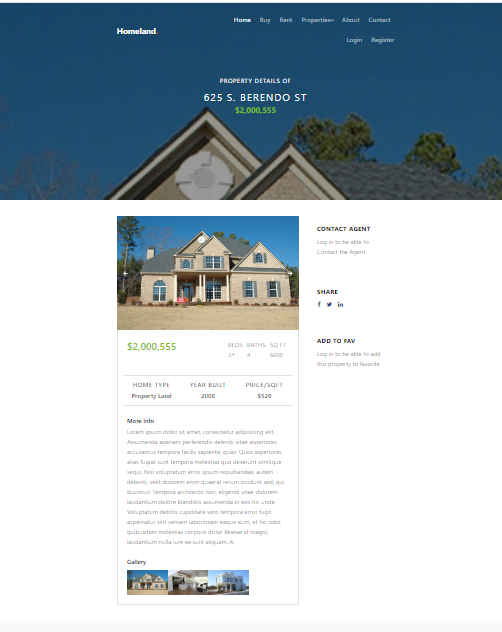 Homeland.
Home Buy Rent Properties About Contact
Login Register
PROPERTY DETAILS OF
625 S. BERENDO ST
$2,000,555
CONTACT AGENT
Log in to be able to
Contact the Agent
SHARE
ADD TO FAV
Log in to be able to add
this property to favorite
$2,000,555
BEDS BATHS SQ FT
3+ 4 6000
HOME TYPE YEAR BUILT PRICE/SQFT
Property Land 2008 $520
More Info
Lorem ipsum dolor sit amet, consectetur adipisicing elit.
Assumenda aperiam perferendis deleniti vitae asperiores
accusamus tempora facilis sapiente, quas! Quos asperiores
alias fugiat sunt tempora molestias quo deserunt similique
sequi. Nisi voluptatum error ipsum repudiandae, autem
deleniti, velit dolorem enim quaerat rerum incidunt sed, qui
ducimus! Tempora architecto non, eligendi vitae dolorem
laudantium dolore blanditiis assumenda in eos hic unde.
Voluptatum debitis cupiditate vero tempora error fugit
aspernatur sint veniam laboriosam eaque eum, et hic odio
quibusdam molestias corporis dicta! Beatae id magni,
laudantium nulla iure ea sunt aliquam. A.
Gallery